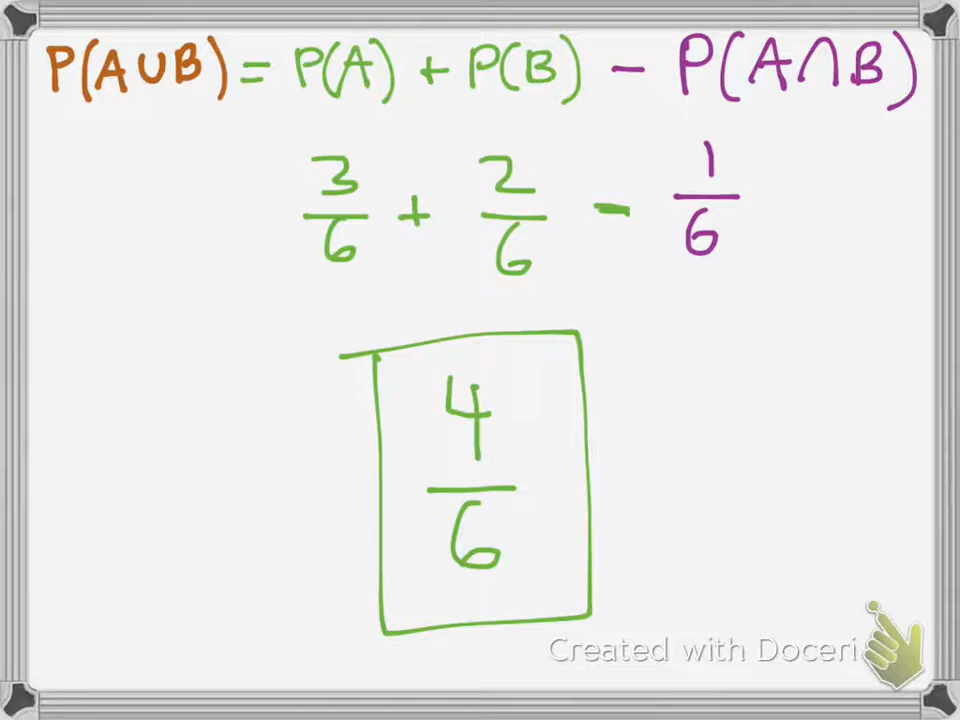 P(A∪B) = P(A) + P(B) - P(A∩B)
3/6 + 2/6 - 1/6
4/6
Created with Doceri